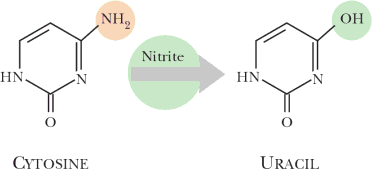 NH₂
HN
N
O
CYTOSINE
Nitrite
OH
HN
N
O
URACIL